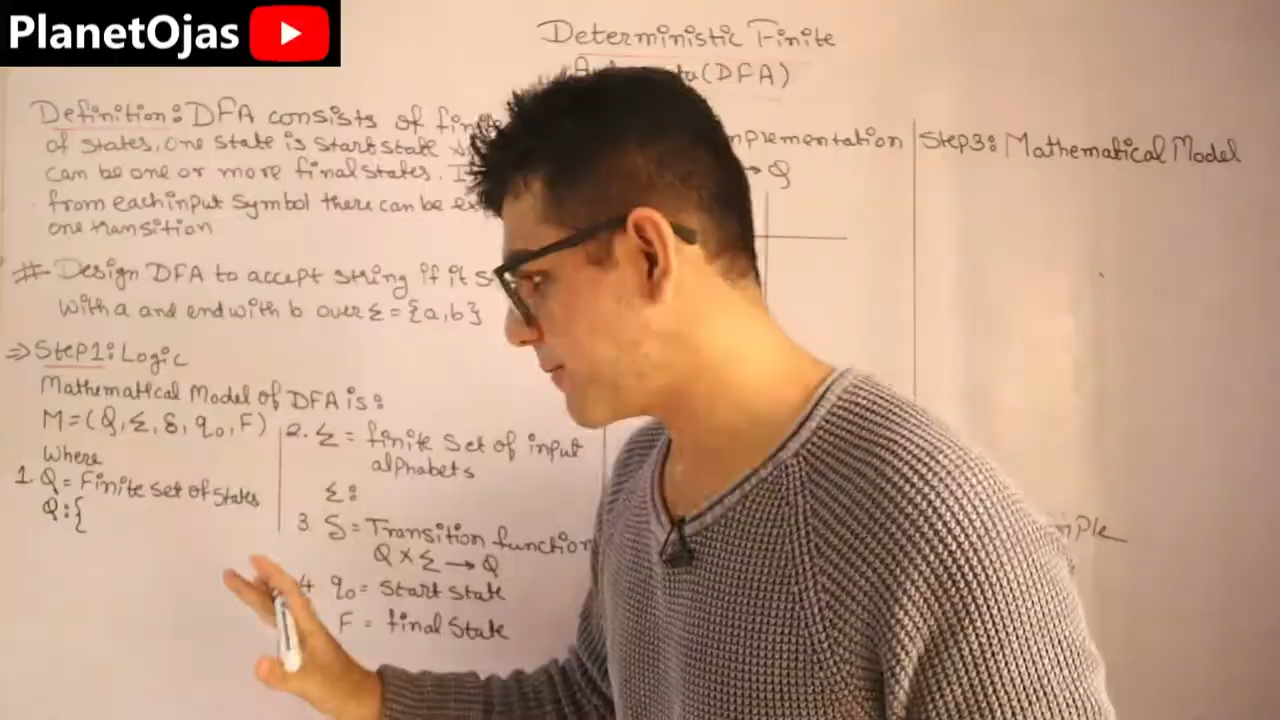 PlanetOjas
Deterministic Finite
(DFA)
Definition: DFA consists of
of states, one state is start state
can be one or more final states.
from each input symbol there can be
one transition
# Design DFA to accept string if it
with a and end with b over Σ = {a,b}
⇒ Step1: Logic
Mathematical Model of DFA is:
M = (Q, Σ, δ, q₀, F)
Where
1. Q = Finite set of states
Q:{
2. Σ = finite set of input
alphabets
Σ:
3 δ = Transition function
Q × Σ → Q
4 q₀ = start state
F = final state
→ Q
Step3: Mathematical Model